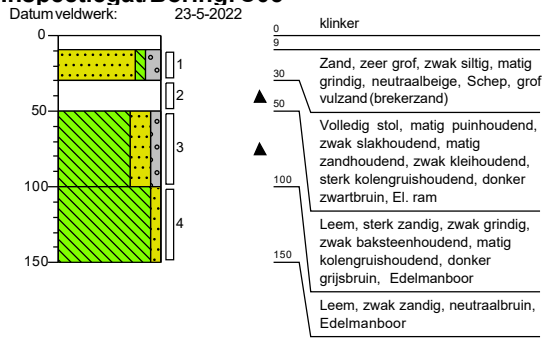 Datum veldwerk: 23-5-2022
0
50
100
150
1
2
3
4
0
klinker
9
Zand, zeer grof, zwak siltig, matig
30
grindig, neutraalbeige, Schep, grof
vulzand (brekerzand)
50
Volledig stol, matig puinhoudend,
zwak slakhoudend, matig
zandhoudend, zwak kleihoudend,
sterk kolengruishoudend, donker
100
zwartbruin, El. ram
Leem, sterk zandig, zwak grindig,
zwak baksteenhoudend, matig
150
kolengruishoudend, donker
grijsbruin, Edelmanboor
Leem, zwak zandig, neutraalbruin,
Edelmanboor